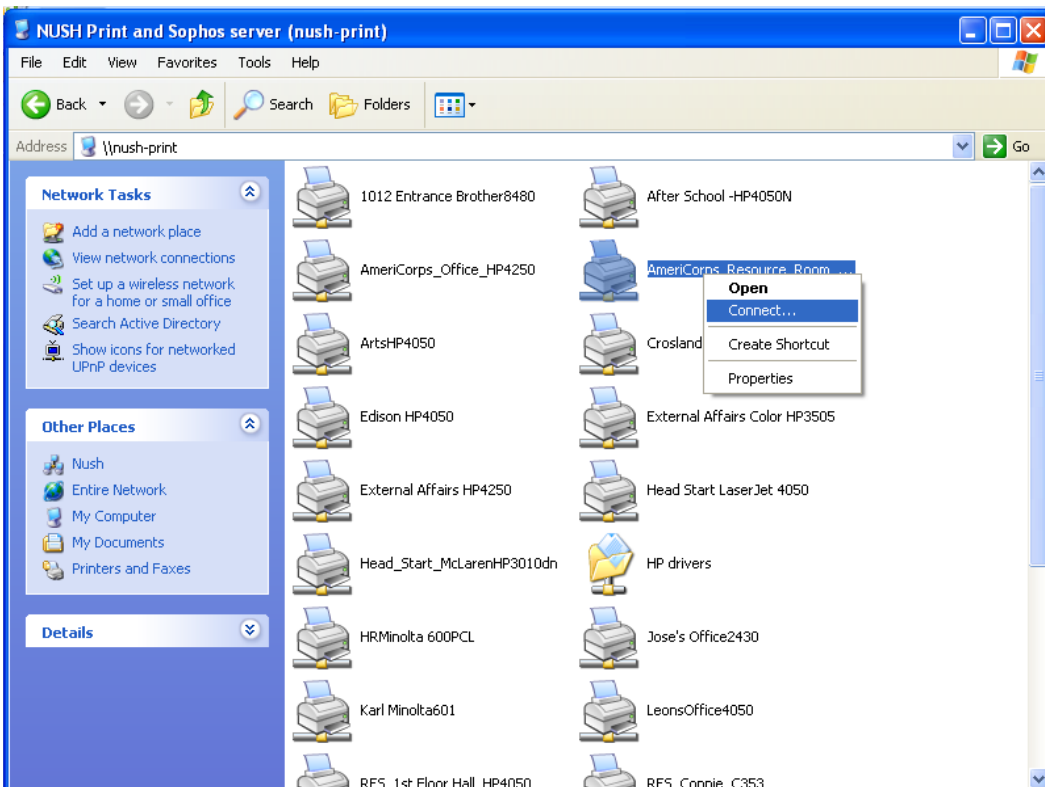 NUSH Print and Sophos server (nush-print)
File Edit View Favorites Tools Help
Back Search Folders
Address \\nush-print Go
Network Tasks
Add a network place
View network connections
Set up a wireless network
for a home or small office
Search Active Directory
Show icons for networked
UPnP devices
Other Places
Nush
Entire Network
My Computer
My Documents
Printers and Faxes
Details
1012 Entrance Brother8480
After School -HP4050N
AmeriCorps_Office_HP4250
AmeriCorps_Resource_Room_...
Open
Connect...
Create Shortcut
Properties
ArtsHP4050
Crosland
Edison HP4050
External Affairs Color HP3505
External Affairs HP4250
Head Start LaserJet 4050
Head_Start_McLarenHP3010dn
HP drivers
HRMinolta 600PCL
Jose's Office2430
Karl Minolta601
LeonsOffice4050
RES_1st Floor Hall_HP4050
RES_Connie_C353